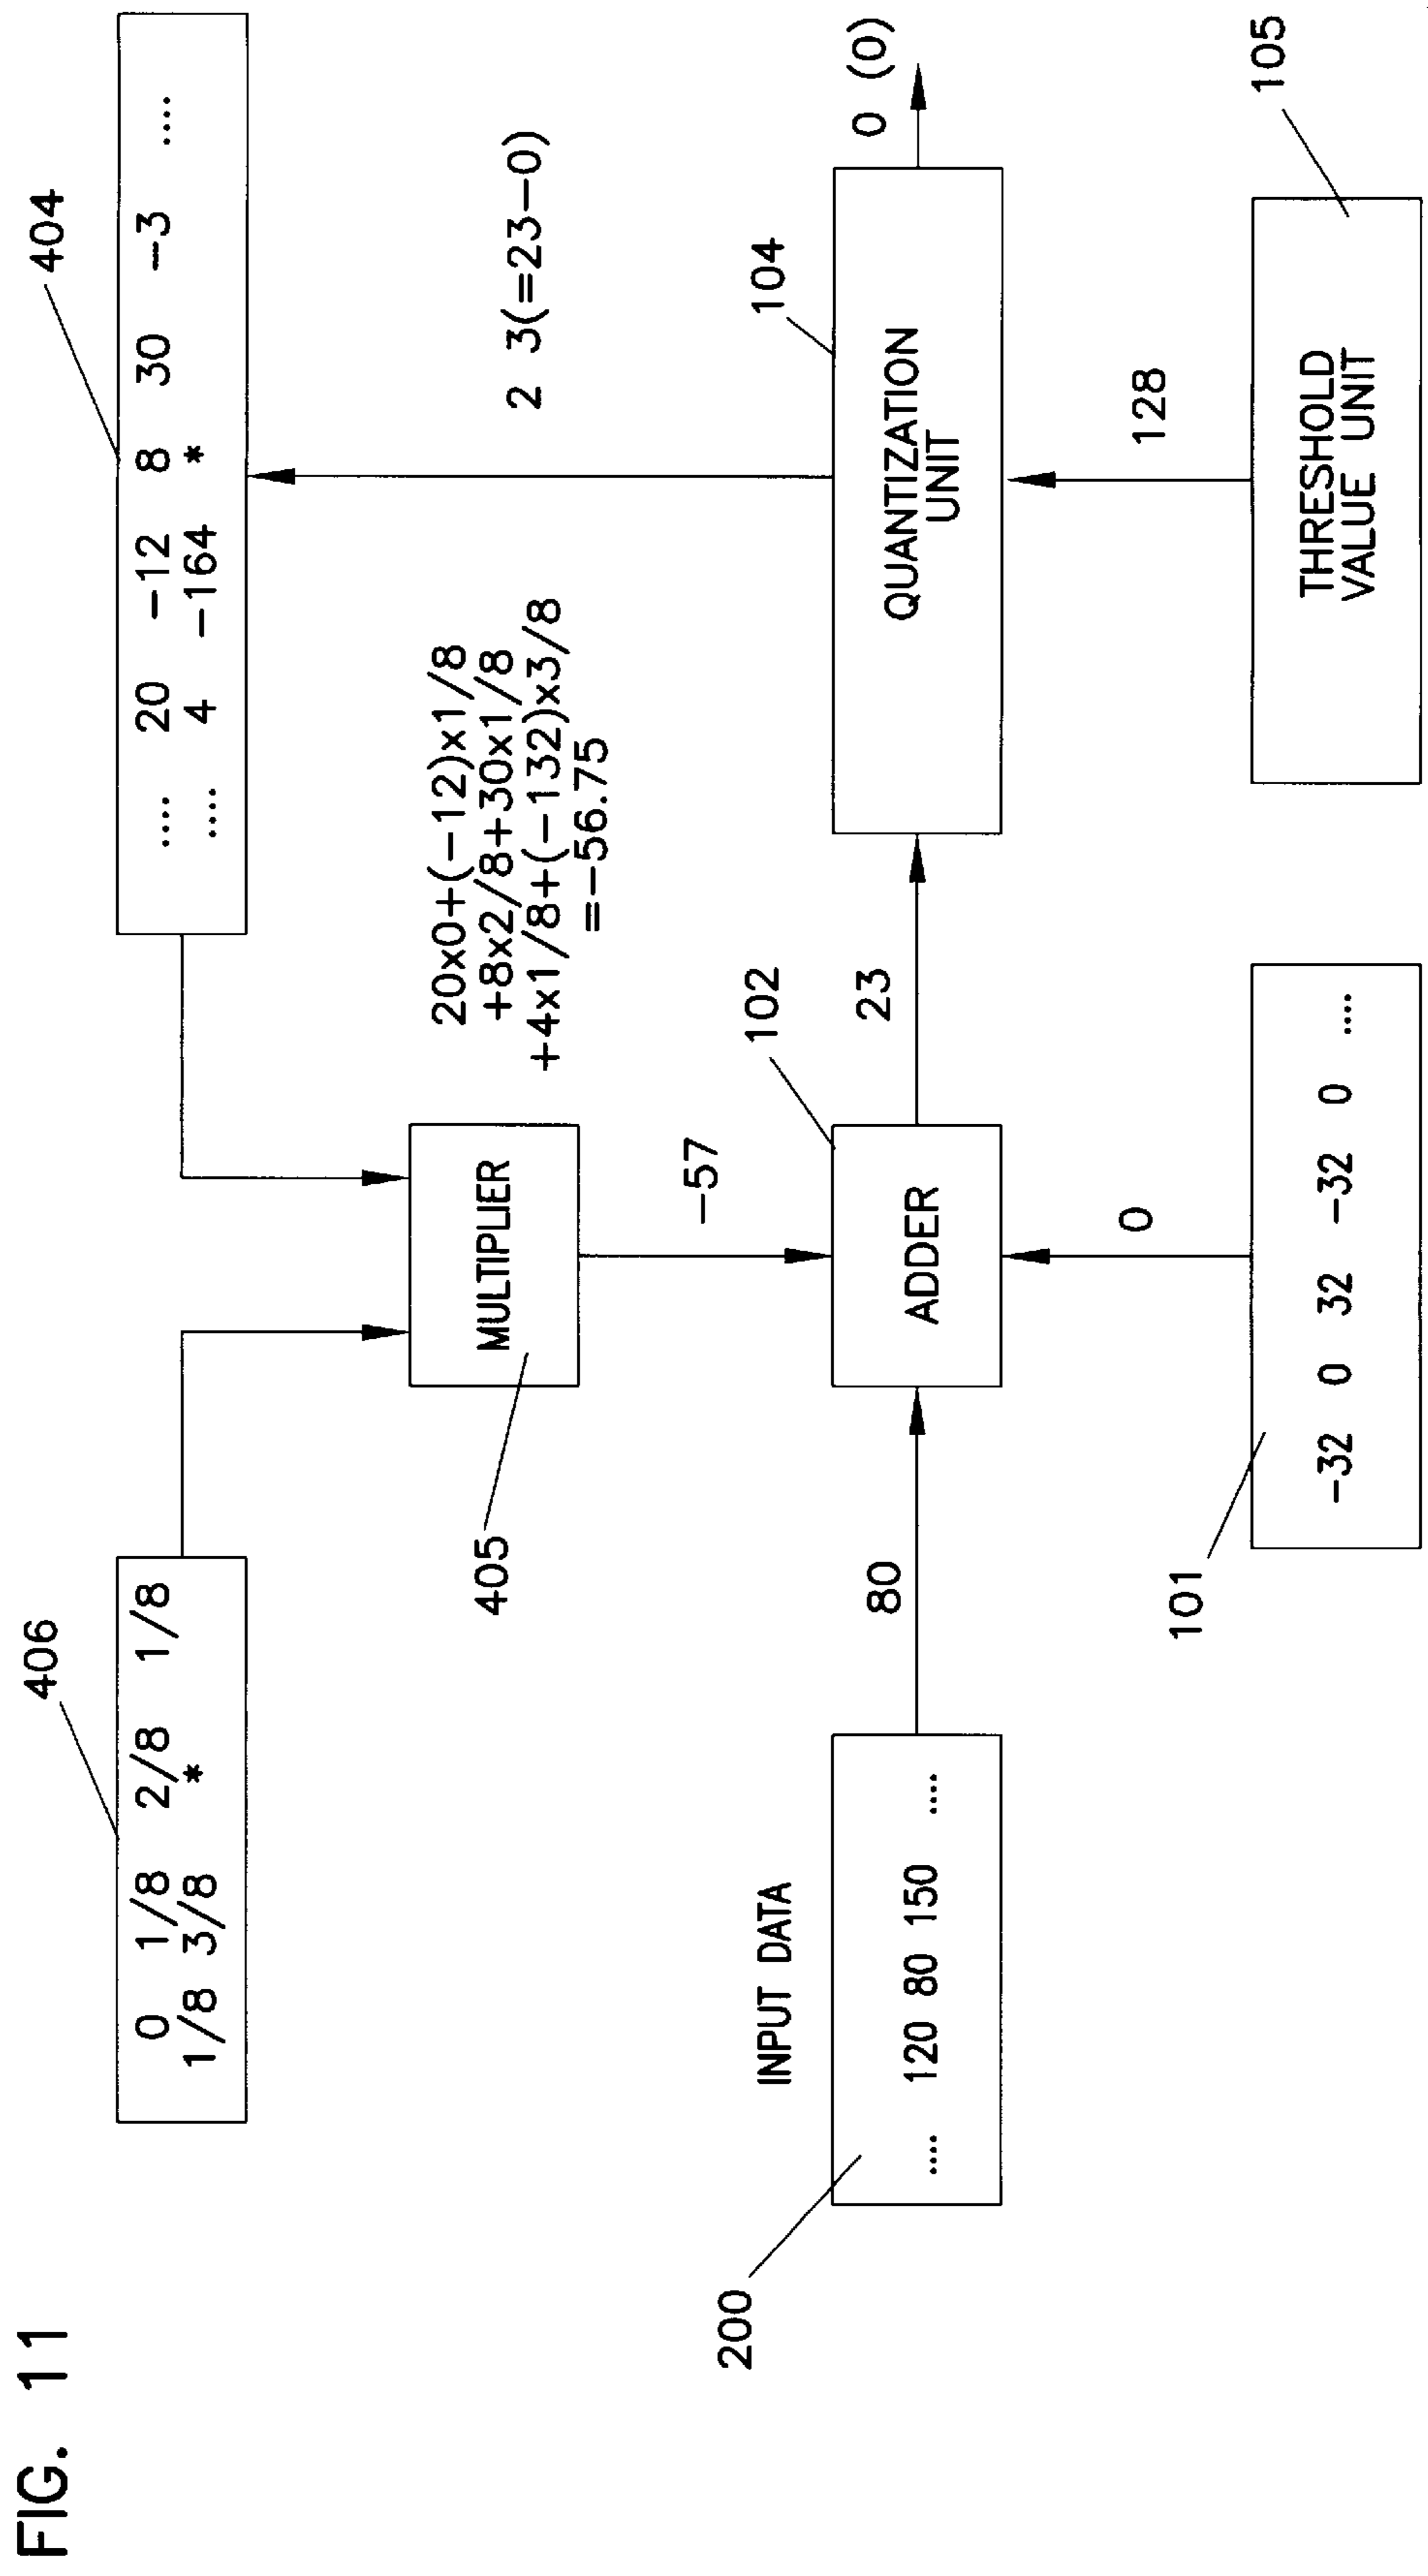 FIG. 11
406
0 1/8 2/8 1/8
1/8 3/8 *
404
.... 20 -12 8 30 -3 ....
.... 4 -164 *
405
MULTIPLIER
20x0+(-12)x1/8
+8x2/8+30x1/8
+4x1/8+(-132)x3/8
=-56.75
2 3(=23-0)
-57
200
INPUT DATA
.... 120 80 150 ....
80
102
ADDER
23
104
QUANTIZATION
UNIT
0 (0)
0
128
101
-32 0 32 -32 0 ....
105
THRESHOLD
VALUE UNIT